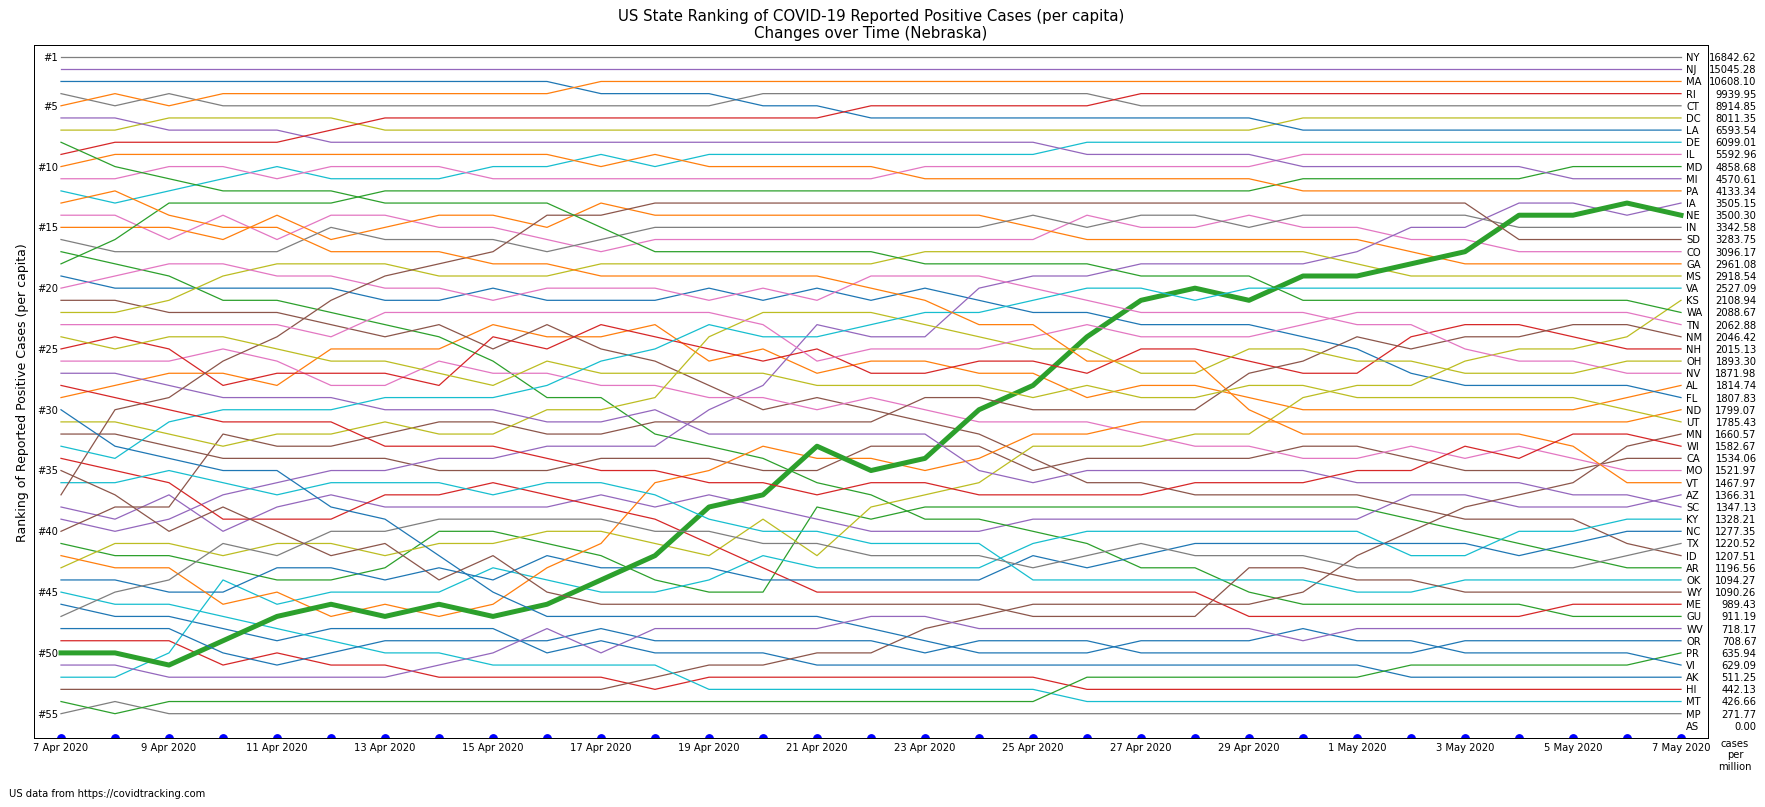 US State Ranking of COVID-19 Reported Positive Cases (per capita)
Changes over Time (Nebraska)
Ranking of Reported Positive Cases (per capita)
#1
#5
#10
#15
#20
#25
#30
#35
#40
#45
#50
#55
NY 16842.62
NJ 15045.28
MA 10608.10
RI 9939.95
CT 8914.85
DC 8011.35
LA 6593.54
DE 6099.01
IL 5592.96
MD 4858.68
MI 4570.61
PA 4133.34
IA 3505.15
NE 3500.30
IN 3342.58
SD 3283.75
CO 3096.17
GA 2961.08
MS 2918.54
VA 2527.09
KS 2108.94
WA 2088.67
TN 2062.88
NM 2046.42
NH 2015.13
OH 1893.30
NV 1871.98
AL 1814.74
FL 1807.83
ND 1799.07
UT 1785.43
MN 1660.57
WI 1582.67
CA 1534.06
MO 1521.97
VT 1467.97
AZ 1366.31
SC 1347.13
KY 1328.21
NC 1277.35
TX 1220.52
ID 1207.51
AR 1196.56
OK 1094.27
WY 1090.26
ME 989.43
GU 911.19
WV 718.17
OR 708.67
PR 635.94
VI 629.09
AK 511.25
HI 442.13
MT 426.66
MP 271.77
AS 0.00
7 Apr 2020 9 Apr 2020 11 Apr 2020 13 Apr 2020 15 Apr 2020 17 Apr 2020 19 Apr 2020 21 Apr 2020 23 Apr 2020 25 Apr 2020 27 Apr 2020 29 Apr 2020 1 May 2020 3 May 2020 5 May 2020 7 May 2020
cases
per
million
US data from https://covidtracking.com